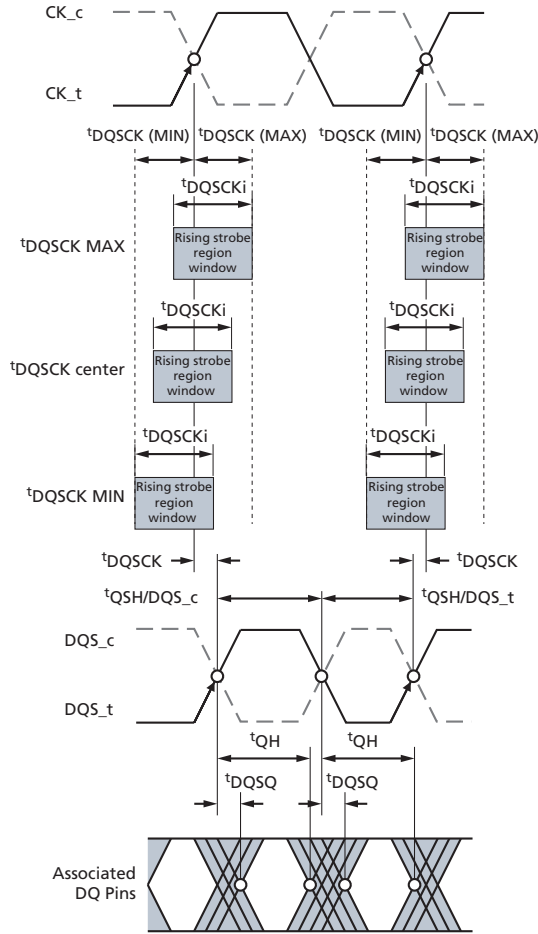 CK_c
CK_t
tDQSCK (MIN) tDQSCK (MAX) tDQSCK (MIN) tDQSCK (MAX)
tDQSCKi tDQSCKi
tDQSCK MAX
Rising strobe
region
window
Rising strobe
region
window
tDQSCKi tDQSCKi
tDQSCK center
Rising strobe
region
window
Rising strobe
region
window
tDQSCKi tDQSCKi
tDQSCK MIN
Rising strobe
region
window
Rising strobe
region
window
tDQSCK tDQSCK
tQSH/DQS_c tQSH/DQS_t
DQS_c
DQS_t
tQH tQH
tDQSQ tDQSQ
Associated
DQ Pins